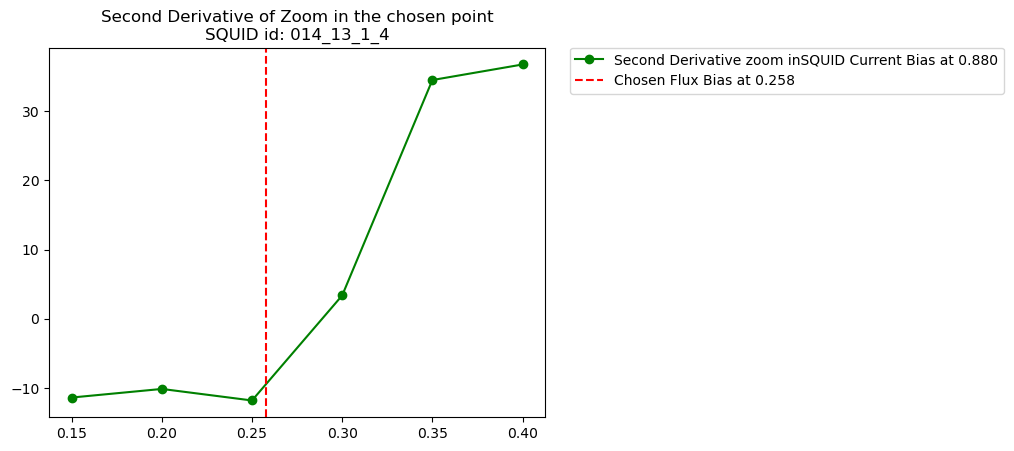 Second Derivative of Zoom in the chosen point
SQUID id: 014_13_1_4
Second Derivative zoom inSQUID Current Bias at 0.880
Chosen Flux Bias at 0.258
30
20
10
0
−10
0.15 0.20 0.25 0.30 0.35 0.40